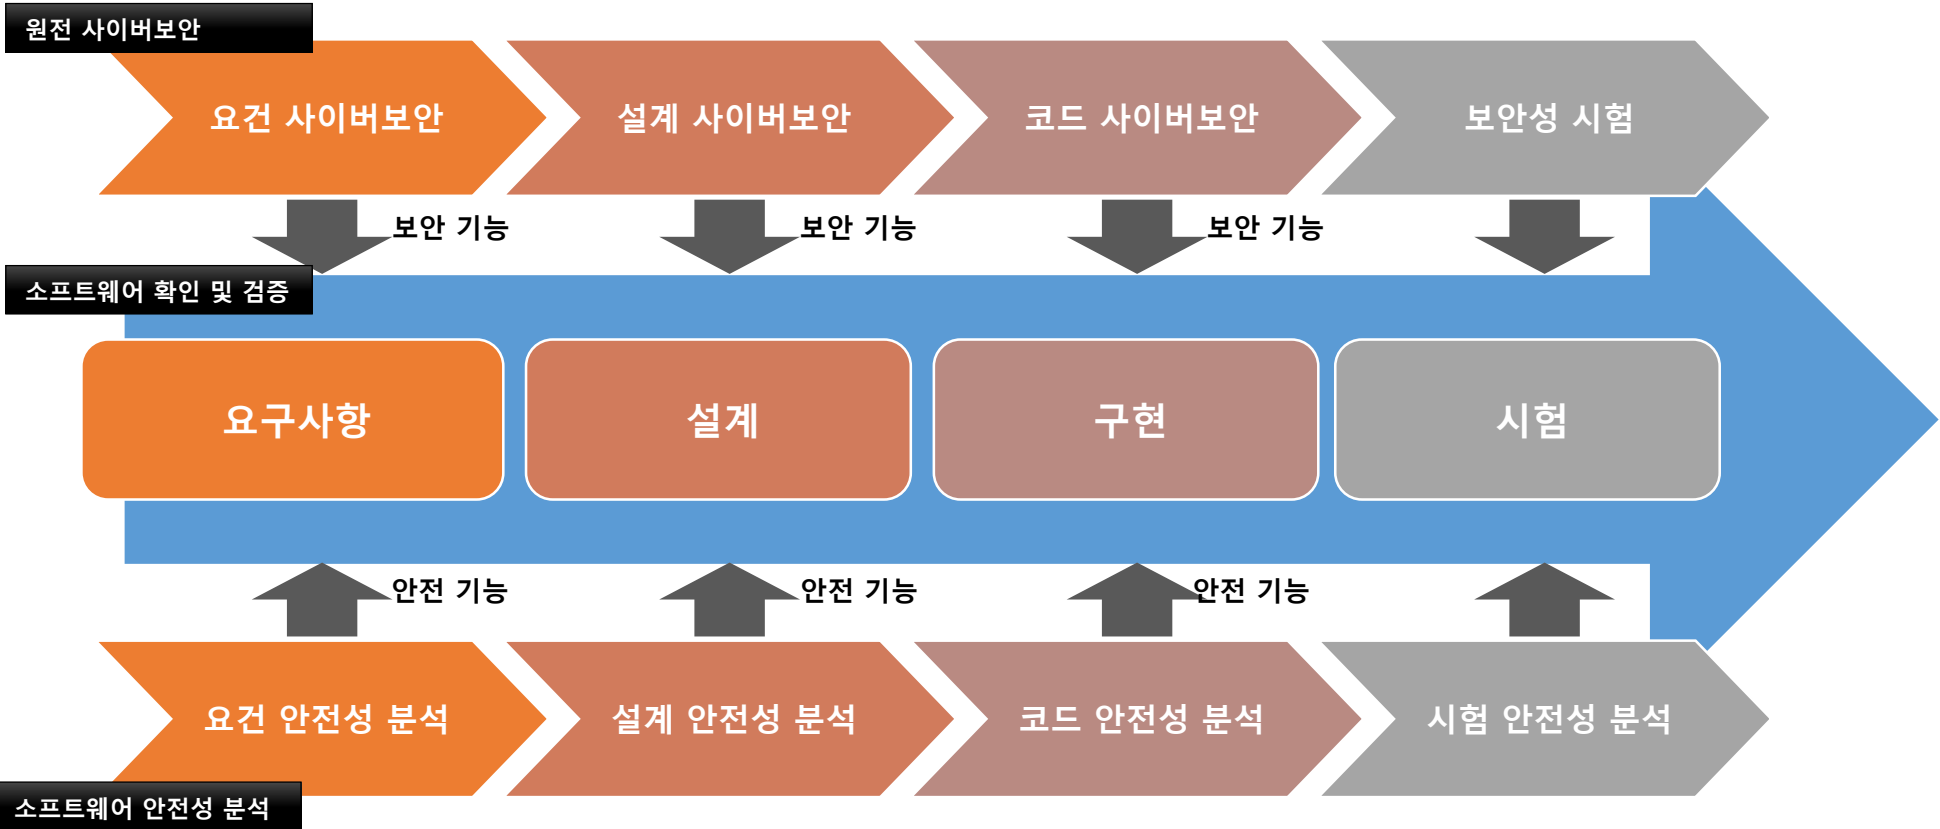 원전 사이버보안
요건 사이버보안
설계 사이버보안
코드 사이버보안
보안성 시험
보안 기능
보안 기능
보안 기능
소프트웨어 확인 및 검증
요구사항
설계
구현
시험
안전 기능
안전 기능
안전 기능
요건 안전성 분석
설계 안전성 분석
코드 안전성 분석
시험 안전성 분석
소프트웨어 안전성 분석